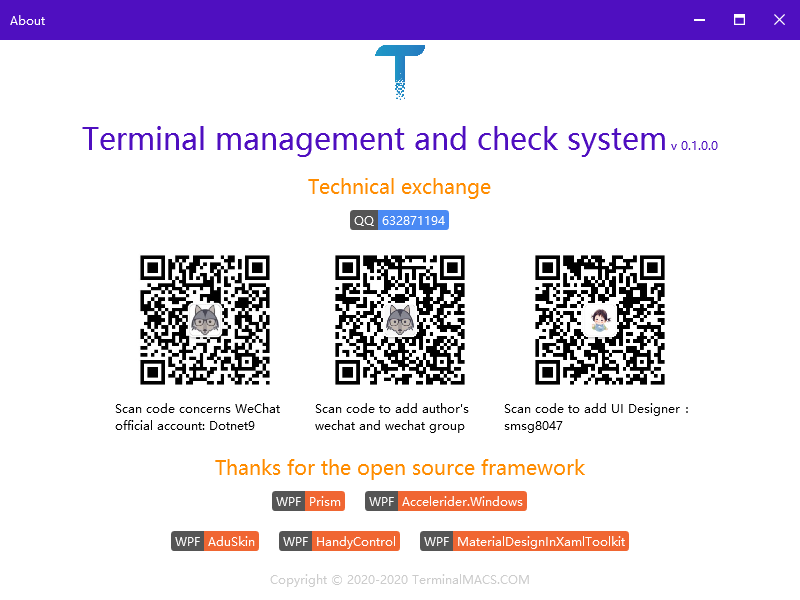 About
Terminal management and check system v 0.1.0.0
Technical exchange
QQ 632871194
Scan code concerns WeChat
official account: Dotnet9
Scan code to add author's
wechat and wechat group
Scan code to add UI Designer：
smsg8047
Thanks for the open source framework
WPF Prism WPF Accelerider.Windows
WPF AduSkin WPF HandyControl WPF MaterialDesignInXamlToolkit
Copyright © 2020-2020 TerminalMACS.COM